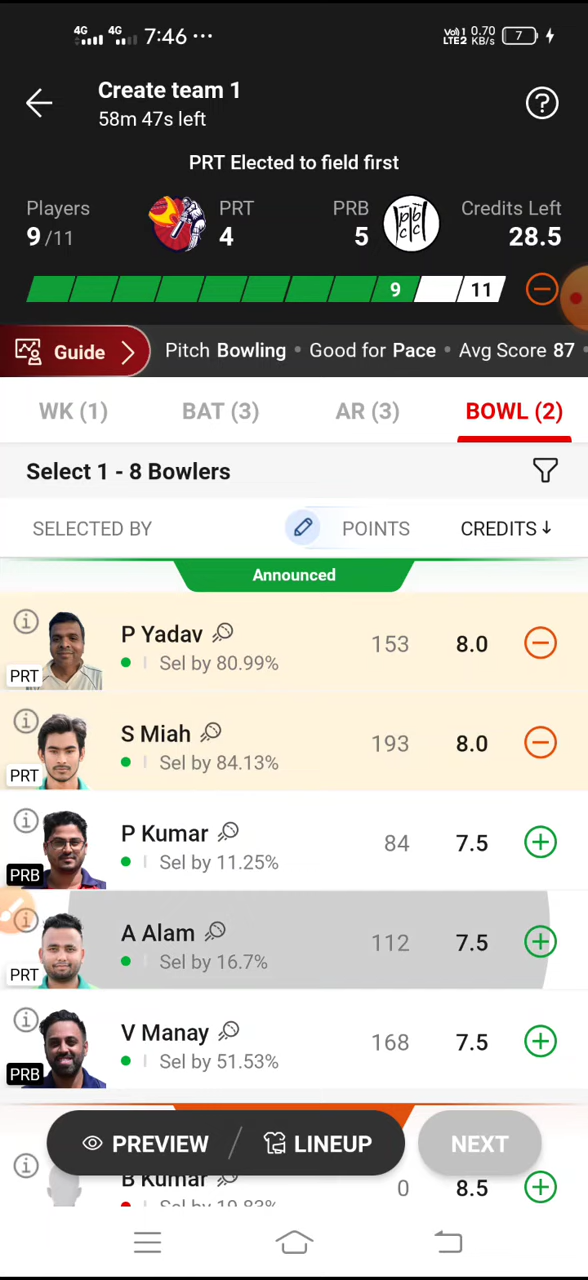 4G 4G 7:46 ••• Vo) 1 0.70 LTE2 KB/s 7
Create team 1
58m 47s left
PRT Elected to field first
Players PRT PRB Credits Left
9/11 4 5 28.5
9 11
Guide Pitch Bowling • Good for Pace • Avg Score 87
WK (1) BAT (3) AR (3) BOWL (2)
Select 1 - 8 Bowlers
SELECTED BY POINTS CREDITS↓
Announced
P Yadav 153 8.0
PRT Sel by 80.99%
S Miah 193 8.0
PRT Sel by 84.13%
P Kumar 84 7.5
PRB Sel by 11.25%
A Alam 112 7.5
PRT Sel by 16.7%
V Manay 168 7.5
PRB Sel by 51.53%
PREVIEW / LINEUP NEXT
B Kumar 0 8.5
Sel by 19.83%